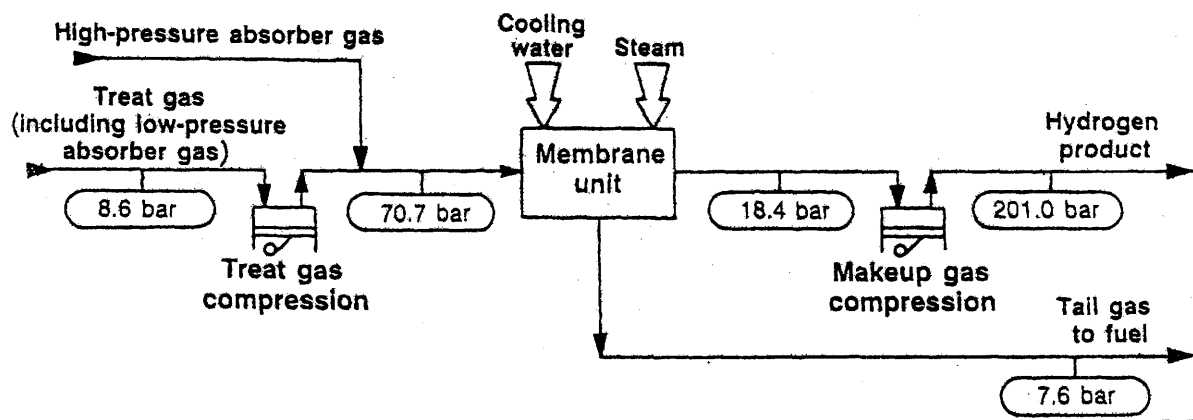 High-pressure absorber gas
Cooling
water
Steam
Treat gas
(including low-pressure
absorber gas)
8.6 bar
70.7 bar
Treat gas
compression
Membrane
unit
18.4 bar
Makeup gas
compression
Hydrogen
product
201.0 bar
Tail gas
to fuel
7.6 bar